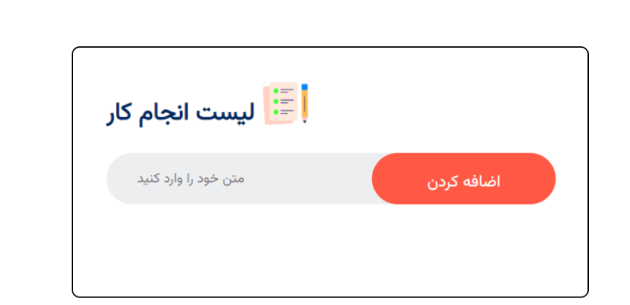 لیست انجام کار
متن خود را وارد کنید
اضافه کردن